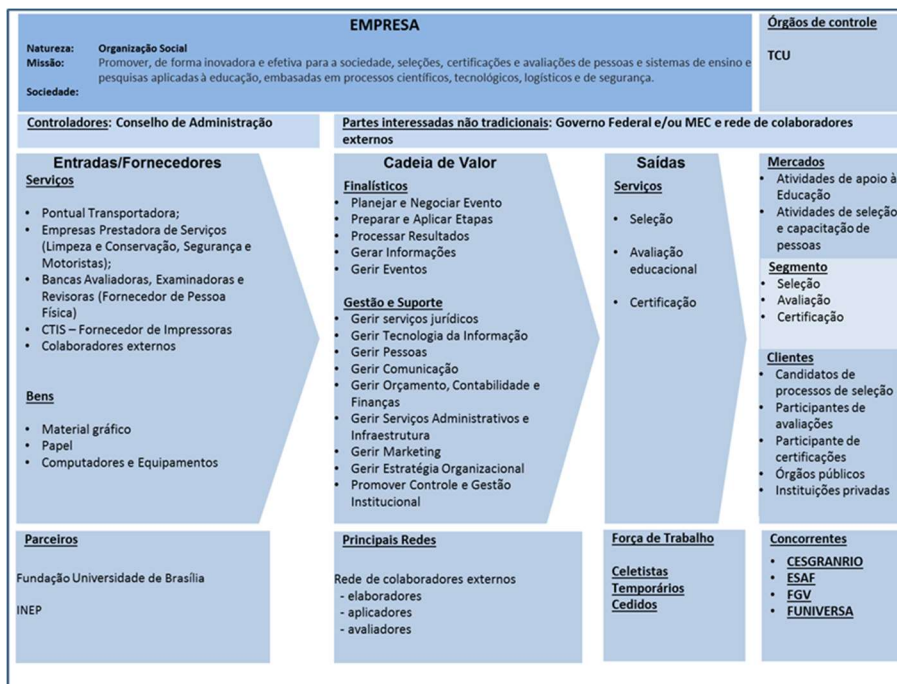 EMPRESA
Natureza: Organização Social
Missão: Promover, de forma inovadora e efetiva para a sociedade, seleções, certificações e avaliações de pessoas e sistemas de ensino e
pesquisas aplicadas à educação, embasadas em processos científicos, tecnológicos, logísticos e de segurança.
Sociedade:
Órgãos de controle
TCU
Controladores: Conselho de Administração
Partes interessadas não tradicionais: Governo Federal e/ou MEC e rede de colaboradores
externos
Entradas/Fornecedores
Serviços
• Pontual Transportadora;
• Empresas Prestadora de Serviços
(Limpeza e Conservação, Segurança e
Motoristas);
• Bancas Avaliadoras, Examinadoras e
Revisoras (Fornecedor de Pessoa
Física)
• CTIS – Fornecedor de Impressoras
• Colaboradores externos
Bens
• Material gráfico
• Papel
• Computadores e Equipamentos
Cadeia de Valor
Finalísticos
• Planejar e Negociar Evento
• Preparar e Aplicar Etapas
• Processar Resultados
• Gerar Informações
• Gerir Eventos
Gestão e Suporte
• Gerir serviços jurídicos
• Gerir Tecnologia da Informação
• Gerir Pessoas
• Gerir Comunicação
• Gerir Orçamento, Contabilidade e
Finanças
• Gerir Serviços Administrativos e
Infraestrutura
• Gerir Marketing
• Gerir Estratégia Organizacional
• Promover Controle e Gestão
Institucional
Saídas
Serviços
• Seleção
• Avaliação
educacional
• Certificação
Mercados
• Atividades de apoio à
Educação
• Atividades de seleção
e capacitação de
pessoas
Segmento
• Seleção
• Avaliação
• Certificação
Clientes
• Candidatos de
processos de seleção
• Participantes de
avaliações
• Participante de
certificações
• Órgãos públicos
• Instituições privadas
Parceiros
Fundação Universidade de Brasília
INEP
Principais Redes
Rede de colaboradores externos
- elaboradores
- aplicadores
- avaliadores
Força de Trabalho
Celetistas
Temporários
Cedidos
Concorrentes
• CESGRANRIO
• ESAF
• FGV
• FUNIVERSA